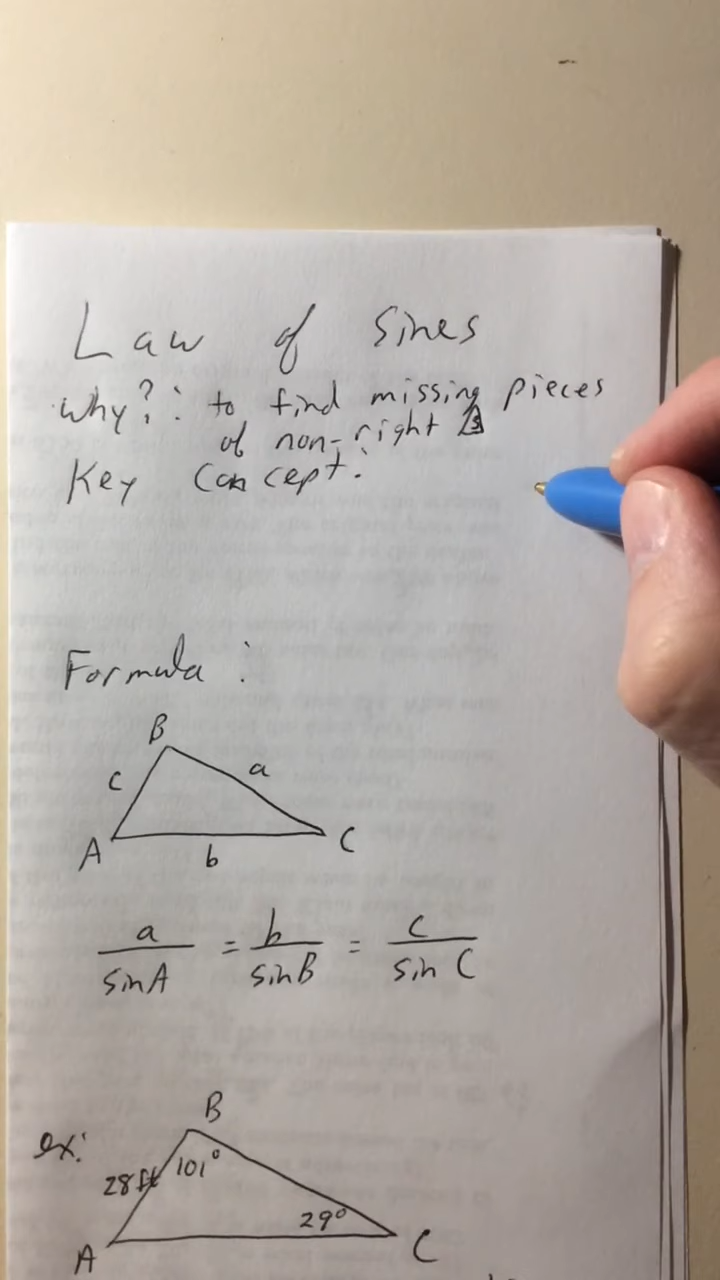 Law of Sines
Why?: to find missing pieces
of non-right △s
Key Concept:
Formula:
B
c a
A b C
a/sinA = b/sinB = c/sin C
B
ex:
28ft 101°
29°
A C